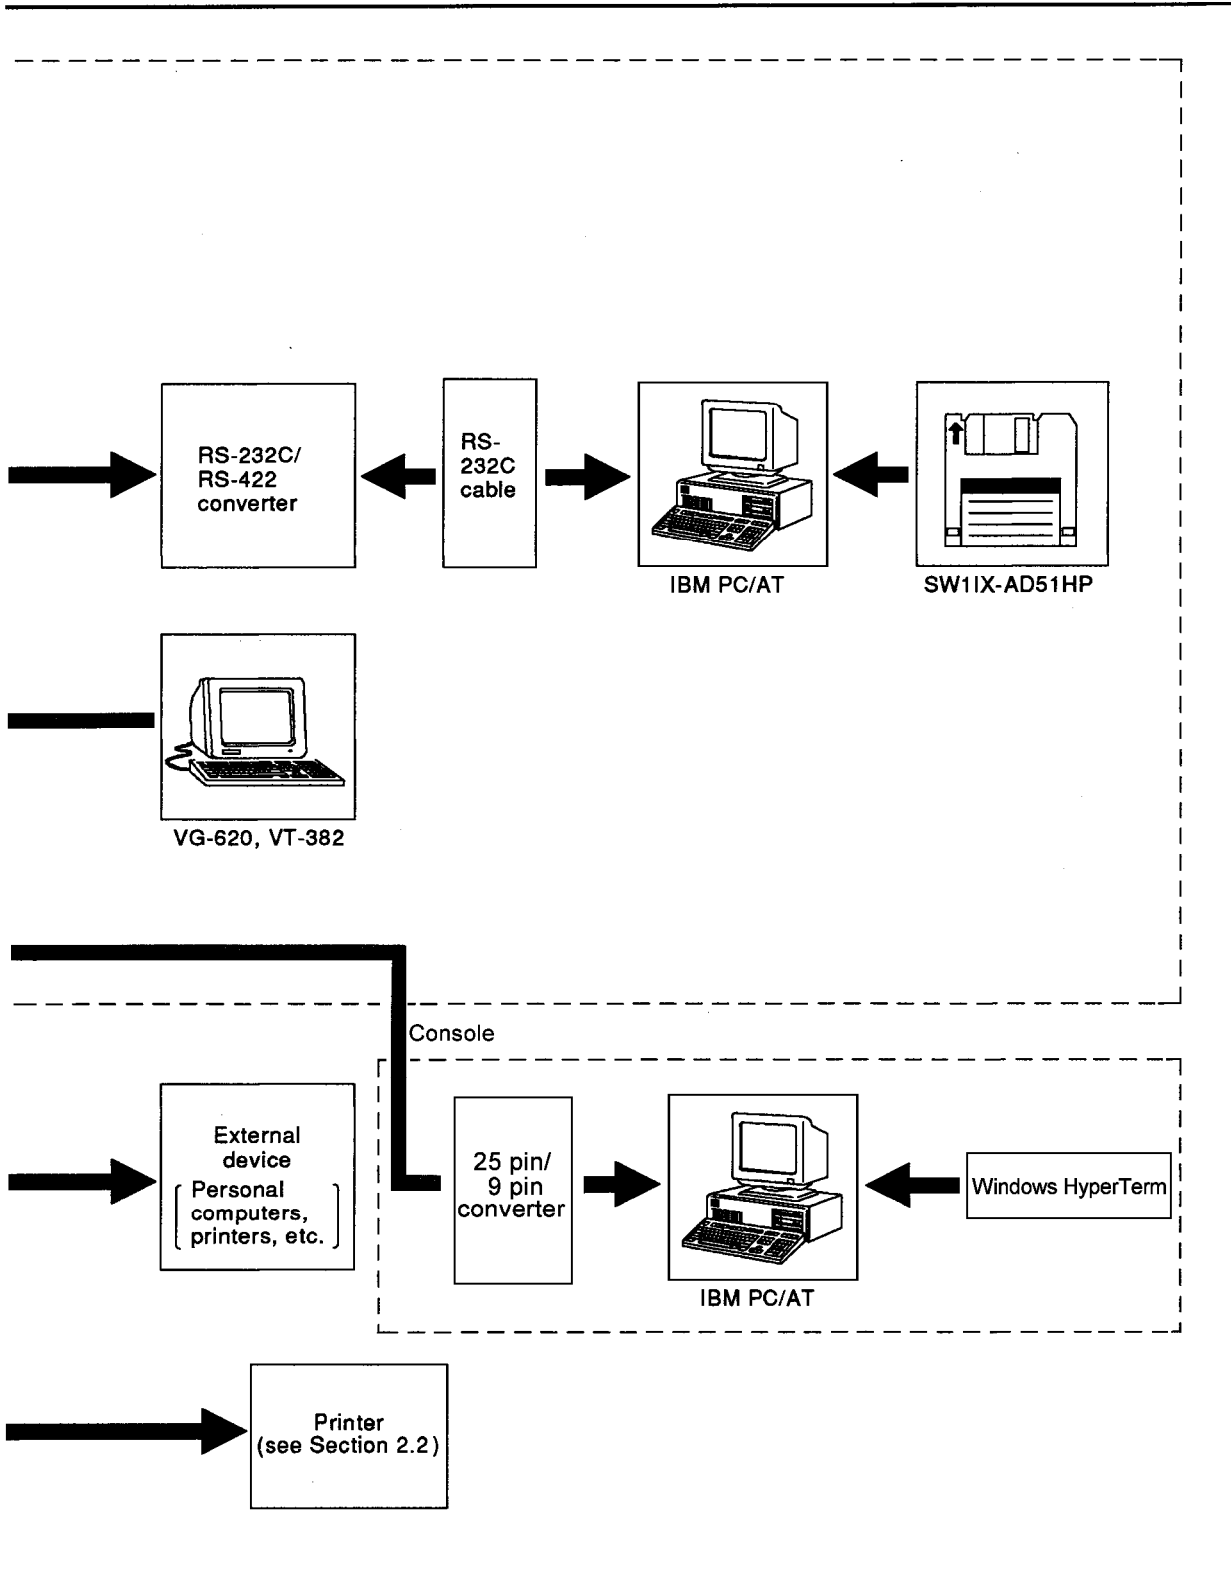 RS-232C/
RS-422
converter
RS-
232C
cable
IBM PC/AT
SW1IX-AD51HP
VG-620, VT-382
Console
External
device
Personal
computers,
printers, etc.
25 pin/
9 pin
converter
IBM PC/AT
Windows HyperTerm
Printer
(see Section 2.2)